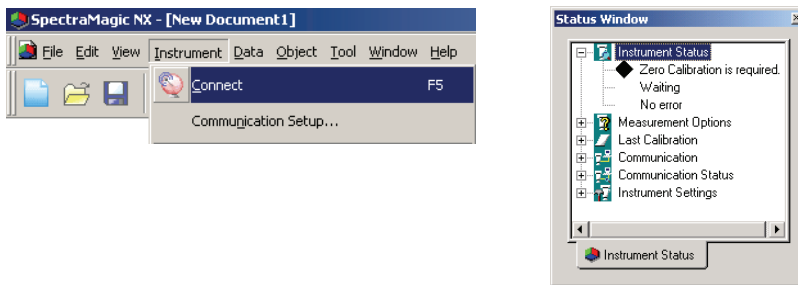 SpectraMagic NX - [New Document1]
File Edit View Instrument Data Object Tool Window Help
Connect F5
Communication Setup...
Status Window
Instrument Status
Zero Calibration is required.
Waiting
No error
Measurement Options
Last Calibration
Communication
Communication Status
Instrument Settings
Instrument Status